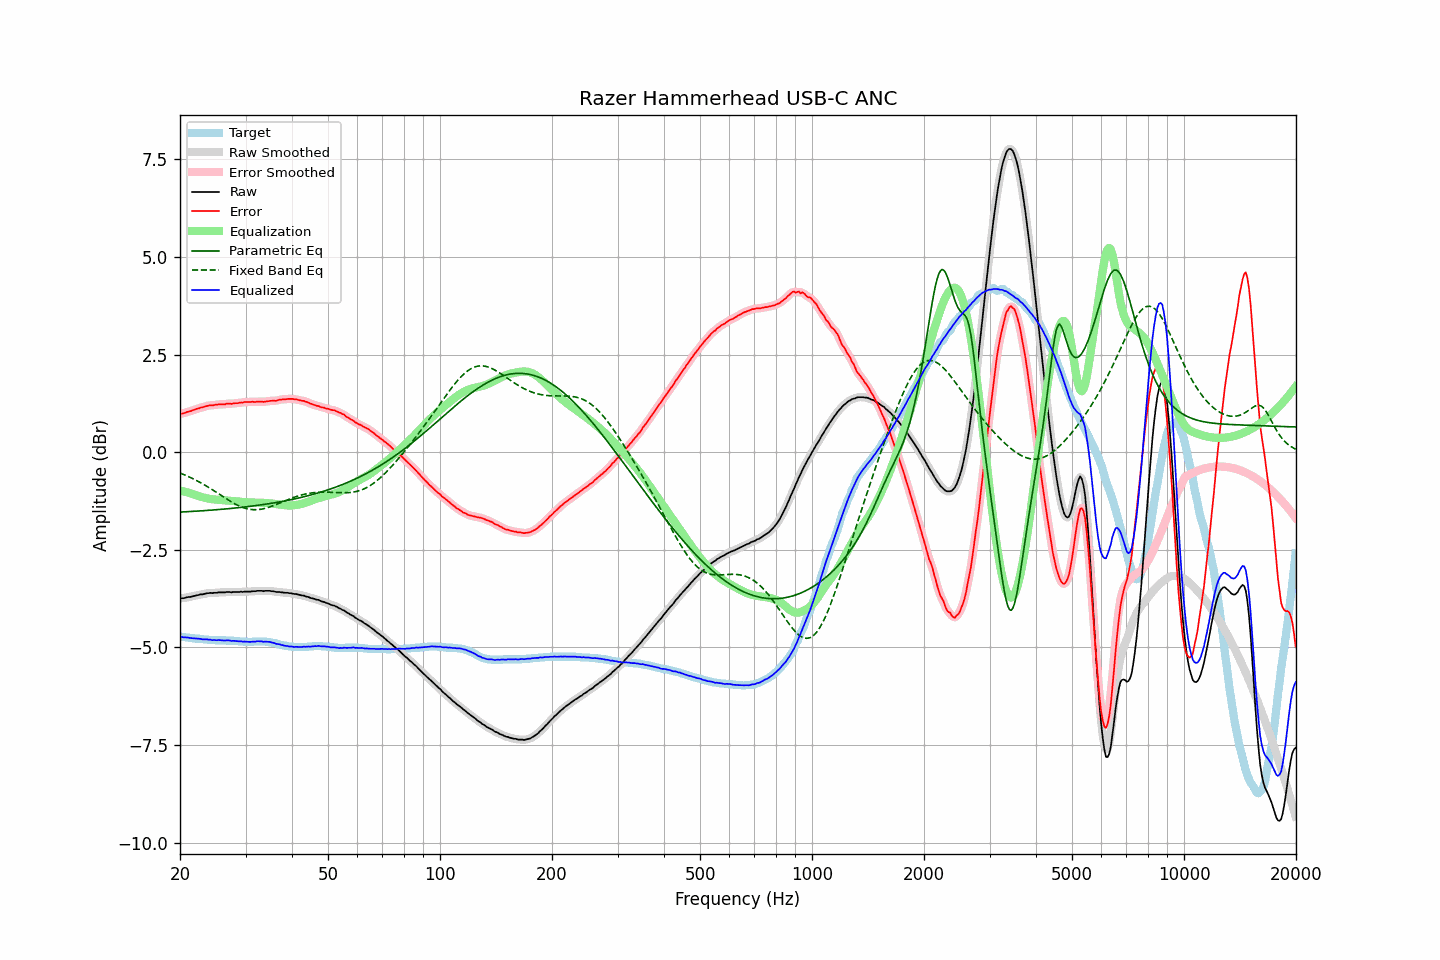 Razer Hammerhead USB-C ANC
Target
Raw Smoothed
Error Smoothed
Raw
Error
Equalization
Parametric Eq
Fixed Band Eq
Equalized
Amplitude (dBr)
7.5
5.0
2.5
0.0
−2.5
−5.0
−7.5
−10.0
20 50 100 200 500 1000 2000 5000 10000 20000
Frequency (Hz)